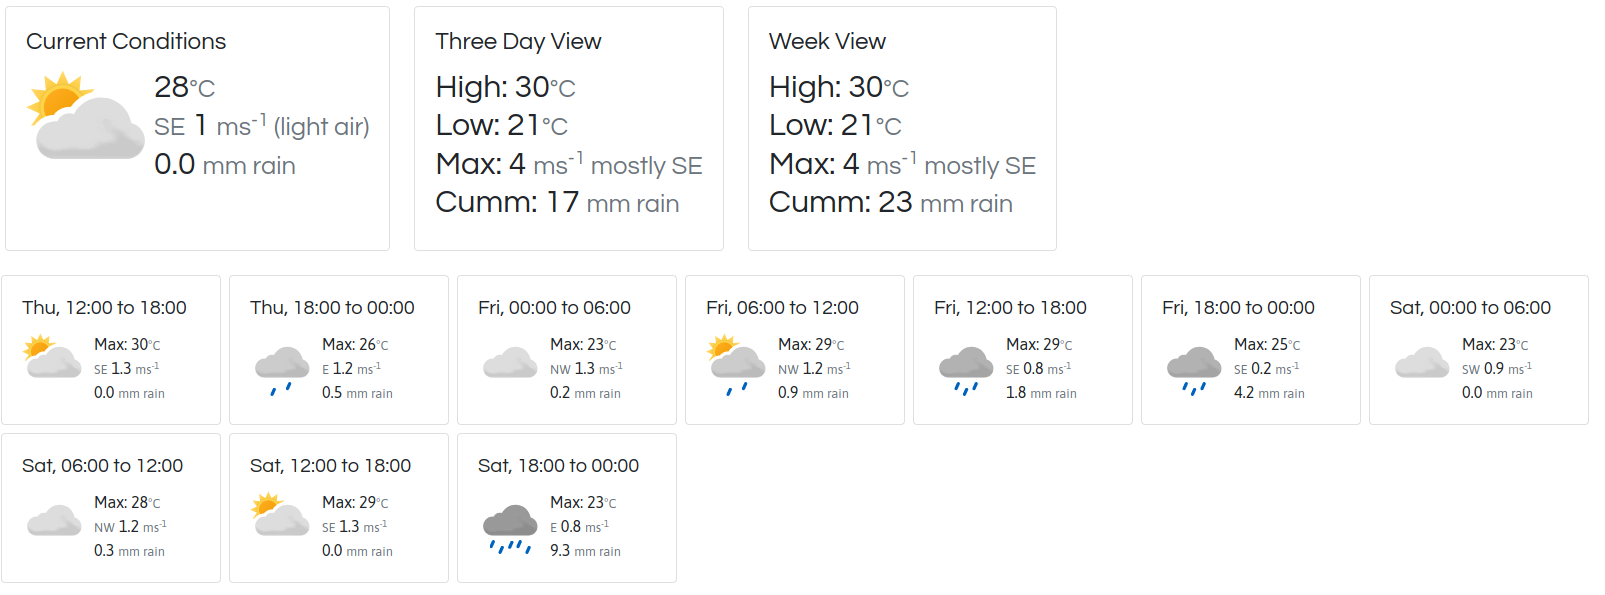 Current Conditions
28°C
SE 1 ms-1 (light air)
0.0 mm rain
Three Day View
High: 30°C
Low: 21°C
Max: 4 ms-1 mostly SE
Cumm: 17 mm rain
Week View
High: 30°C
Low: 21°C
Max: 4 ms-1 mostly SE
Cumm: 23 mm rain
Thu, 12:00 to 18:00
Max: 30°C
SE 1.3 ms-1
0.0 mm rain
Thu, 18:00 to 00:00
Max: 26°C
E 1.2 ms-1
0.5 mm rain
Fri, 00:00 to 06:00
Max: 23°C
NW 1.3 ms-1
0.2 mm rain
Fri, 06:00 to 12:00
Max: 29°C
NW 1.2 ms-1
0.9 mm rain
Fri, 12:00 to 18:00
Max: 29°C
SE 0.8 ms-1
1.8 mm rain
Fri, 18:00 to 00:00
Max: 25°C
SE 0.2 ms-1
4.2 mm rain
Sat, 00:00 to 06:00
Max: 23°C
SW 0.9 ms-1
0.0 mm rain
Sat, 06:00 to 12:00
Max: 28°C
NW 1.2 ms-1
0.3 mm rain
Sat, 12:00 to 18:00
Max: 29°C
SE 1.3 ms-1
0.0 mm rain
Sat, 18:00 to 00:00
Max: 23°C
E 0.8 ms-1
9.3 mm rain